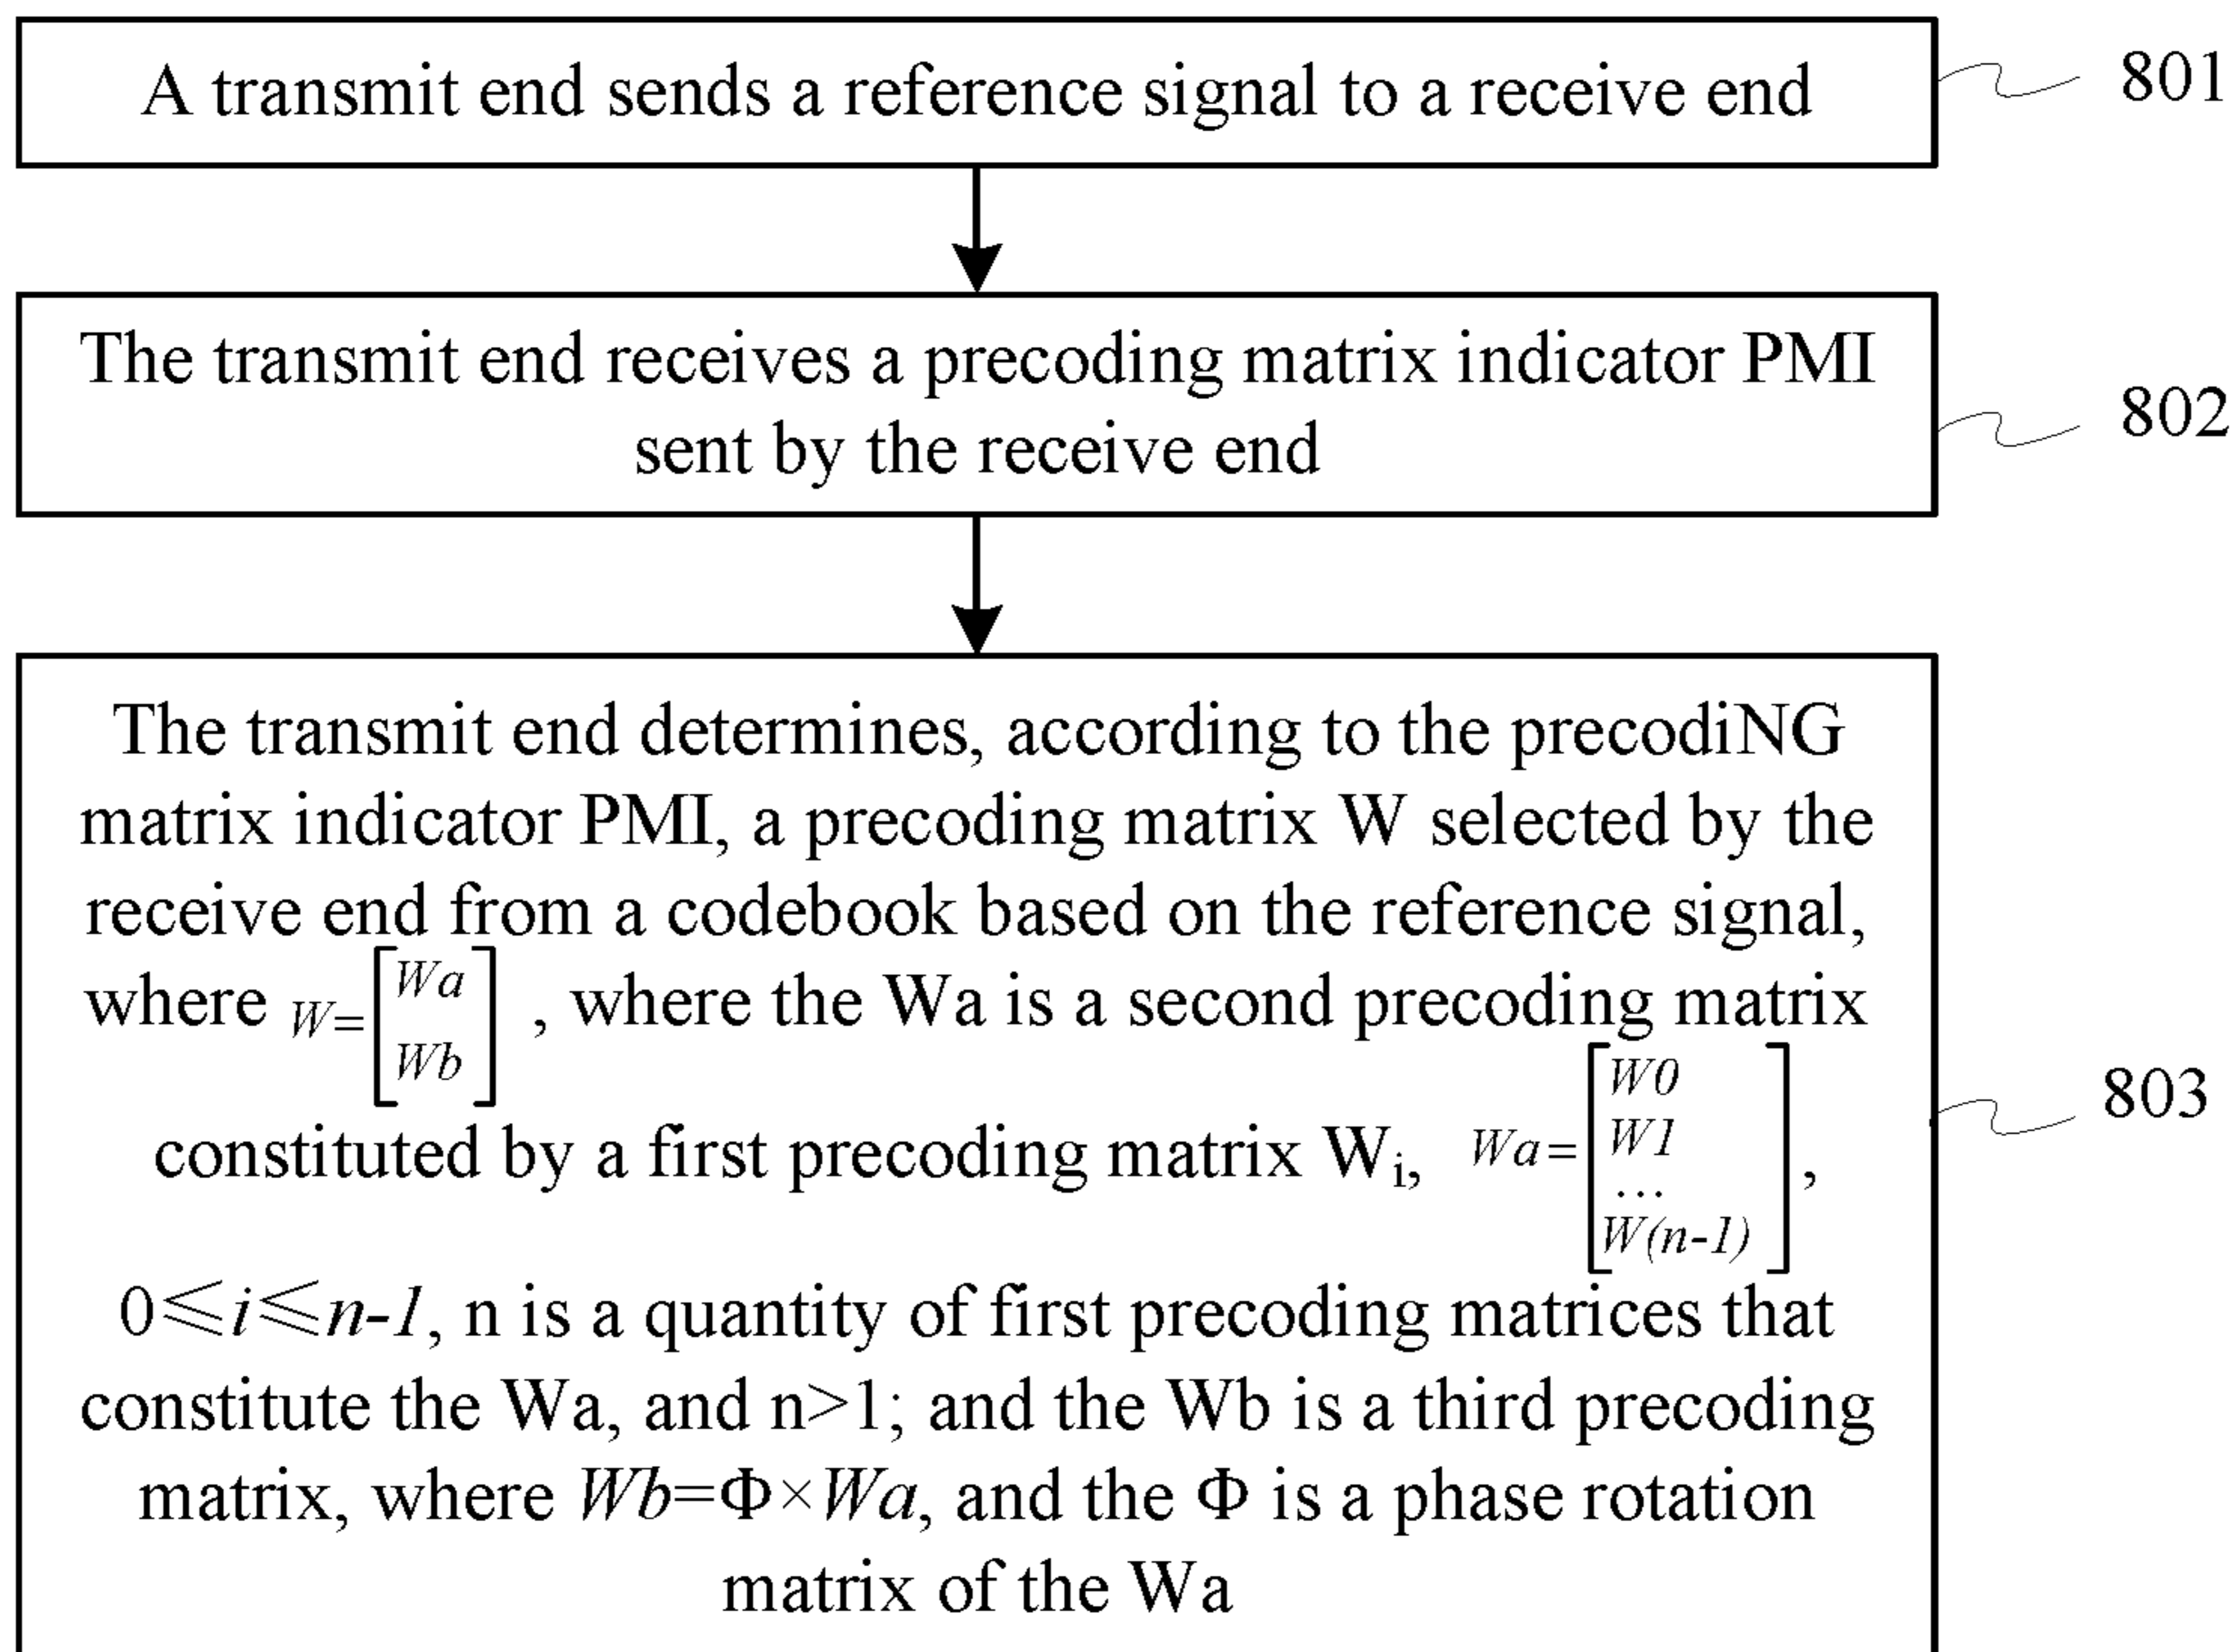 A transmit end sends a reference signal to a receive end
801
The transmit end receives a precoding matrix indicator PMI
sent by the receive end
802
The transmit end determines, according to the precodiNG
matrix indicator PMI, a precoding matrix W selected by the
receive end from a codebook based on the reference signal,
where W=[Wa Wb], where the Wa is a second precoding matrix
constituted by a first precoding matrix Wi, Wa=[W0 W1 ... W(n-1)],
0≤i≤n-1, n is a quantity of first precoding matrices that
constitute the Wa, and n>1; and the Wb is a third precoding
matrix, where Wb=Φ×Wa, and the Φ is a phase rotation
matrix of the Wa
803